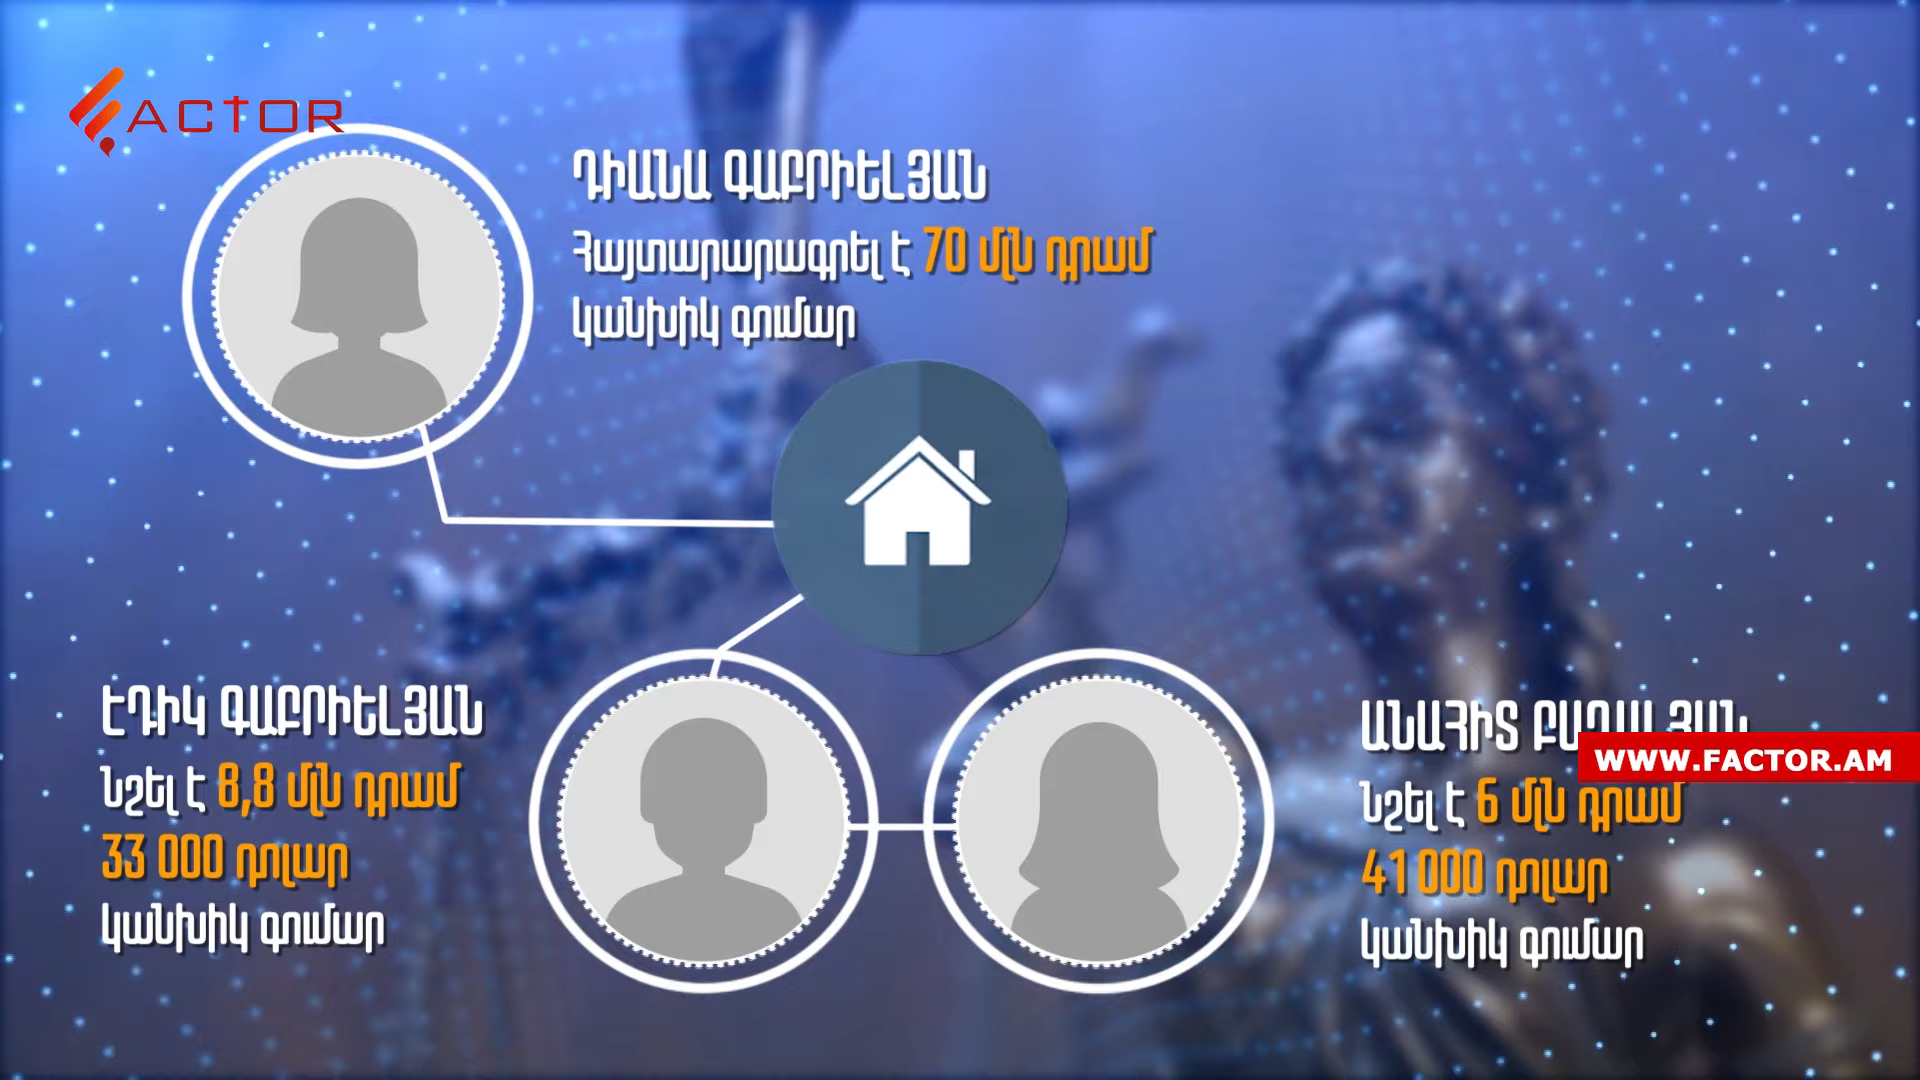 FACTOR
ԴԻԱՆԱ ԳԱԲՐԻԵԼՅԱՆ
Հայտարարագրել է 70 մլն դրամ
կանխիկ գումար
ԷԴԻԿ ԳԱԲՐԻԵԼՅԱՆ
Նշել է 8,8 մլն դրամ
33 000 դոլար
կանխիկ գումար
ԱՆԱՀԻՏ
WWW.FACTOR.AM
Նշել է 6 մլն դրամ
41 000 դոլար
կանխիկ գումար